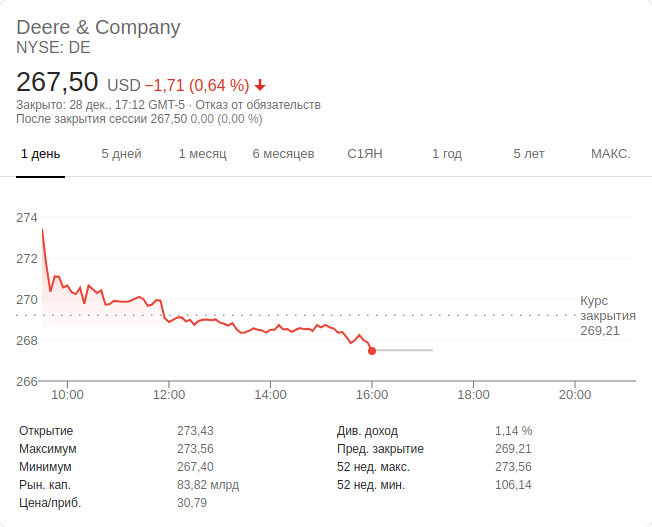 Deere & Company
NYSE: DE
267,50 USD −1,71 (0,64 %)
Закрыто: 28 дек., 17:12 GMT-5 · Отказ от обязательств
После закрытия сессии 267,50 0,00 (0,00 %)
1 день 5 дней 1 месяц 6 месяцев С1ЯН 1 год 5 лет МАКС.
274
272
270
268
266
Курс
закрытия
269,21
10:00 12:00 14:00 16:00 18:00 20:00
Открытие 273,43 Див. доход 1,14 %
Максимум 273,56 Пред. закрытие 269,21
Минимум 267,40 52 нед. макс. 273,56
Рын. кап. 83,82 млрд 52 нед. мин. 106,14
Цена/приб. 30,79